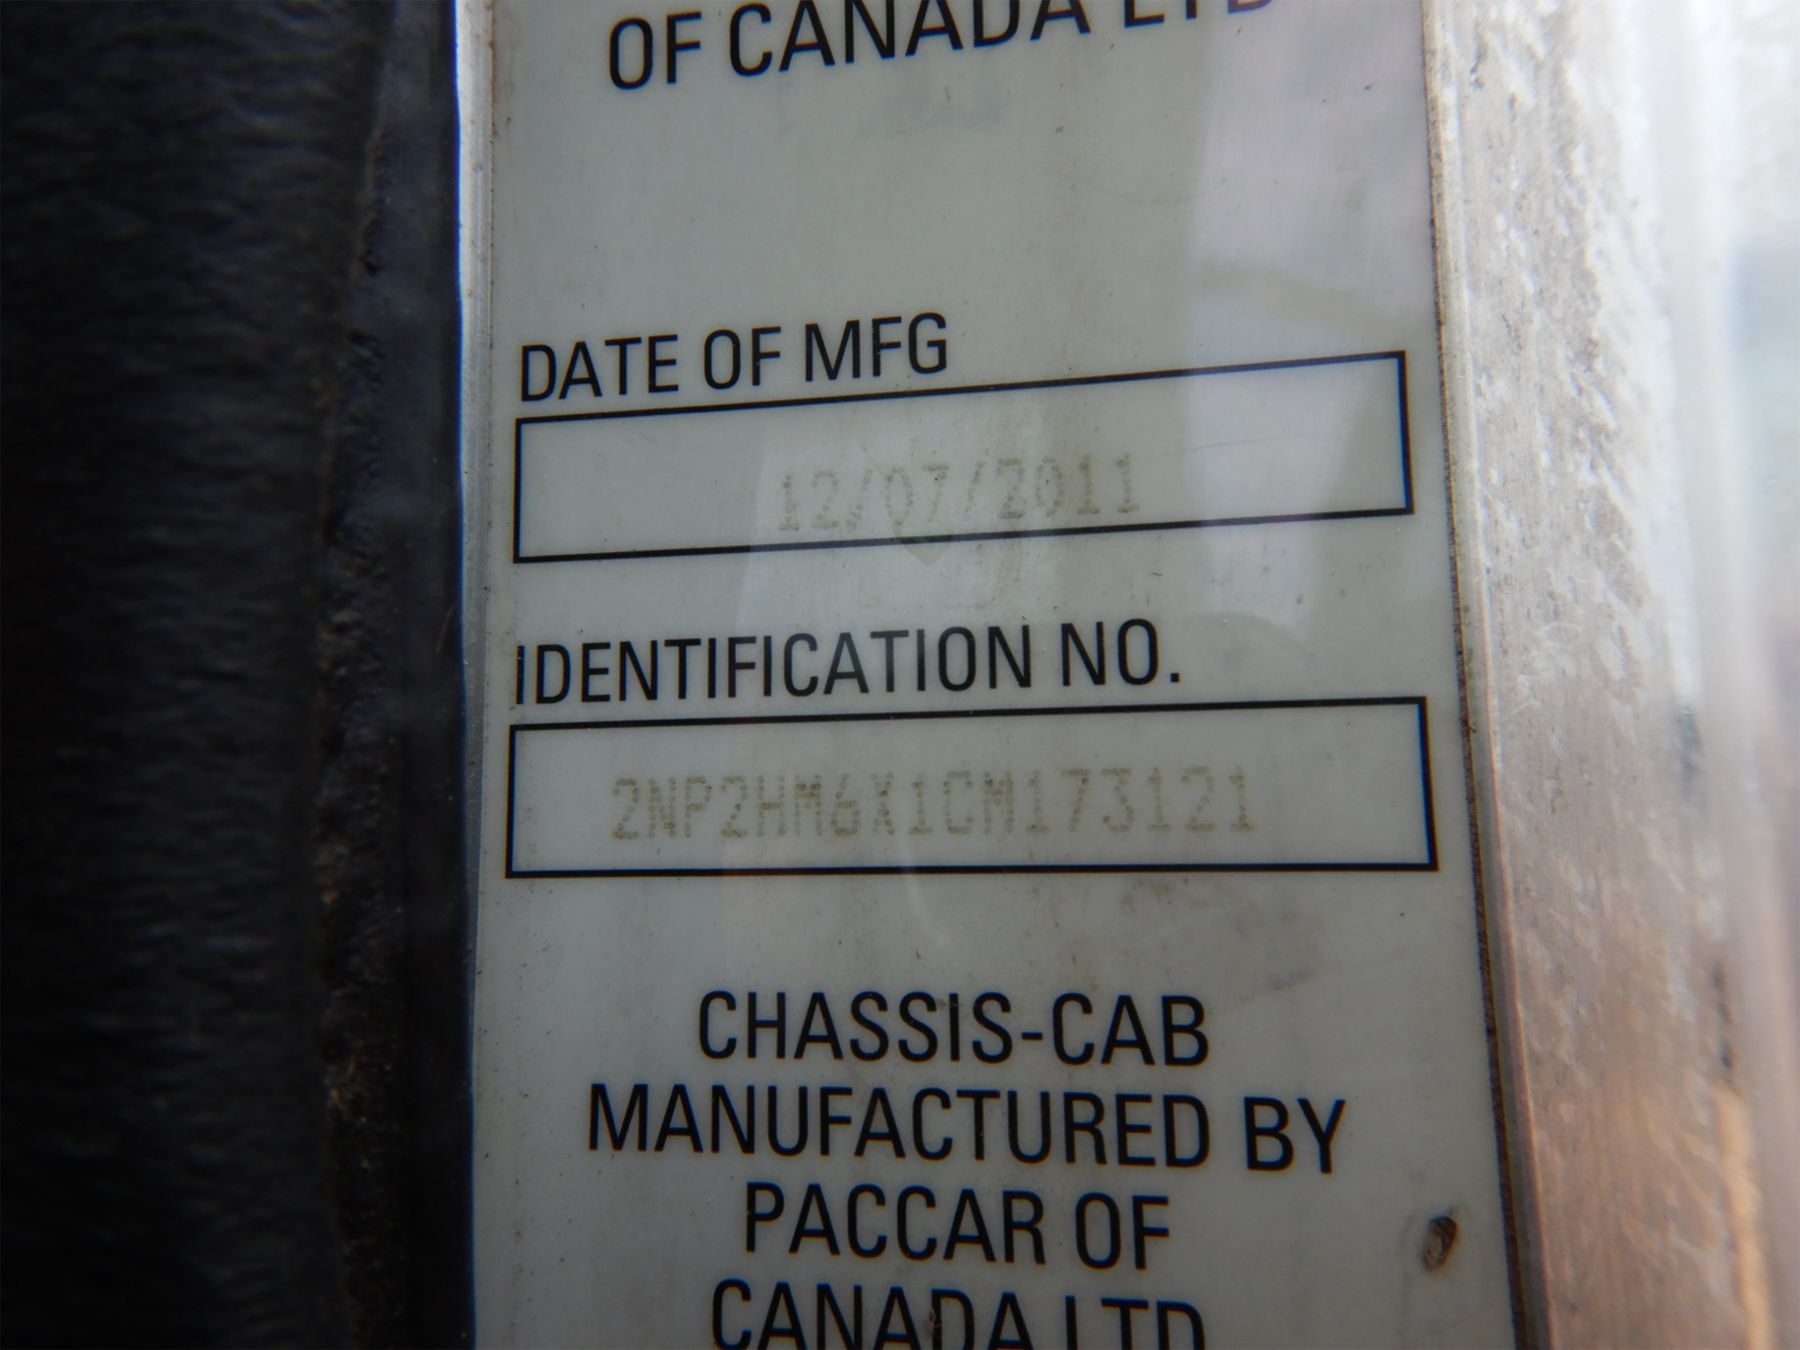 OF CANADA LTD
DATE OF MFG
12/07/2011
IDENTIFICATION NO.
2NP2HM6X1CM173121
CHASSIS-CAB
MANUFACTURED BY
PACCAR OF
CANADA LTD